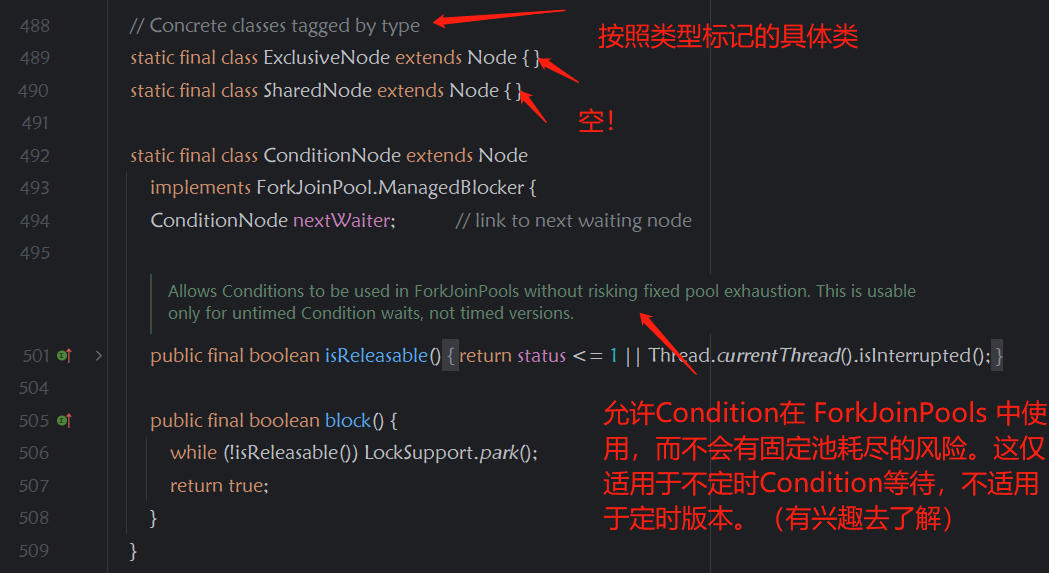 488 // Concrete classes tagged by type
按照类型标记的具体类
489 static final class ExclusiveNode extends Node { }
490 static final class SharedNode extends Node { }
空！
491
492 static final class ConditionNode extends Node
493 implements ForkJoinPool.ManagedBlocker {
494 ConditionNode nextWaiter; // link to next waiting node
495
Allows Conditions to be used in ForkJoinPools without risking fixed pool exhaustion. This is usable
only for untimed Condition waits, not timed versions.
501 public final boolean isReleasable() { return status <= 1 || Thread.currentThread().isInterrupted(); }
504
允许Condition在 ForkJoinPools 中使
用，而不会有固定池耗尽的风险。这仅
适用于不定时Condition等待，不适用
于定时版本。（有兴趣去了解）
505 public final boolean block() {
506 while (!isReleasable()) LockSupport.park();
507 return true;
508 }
509 }